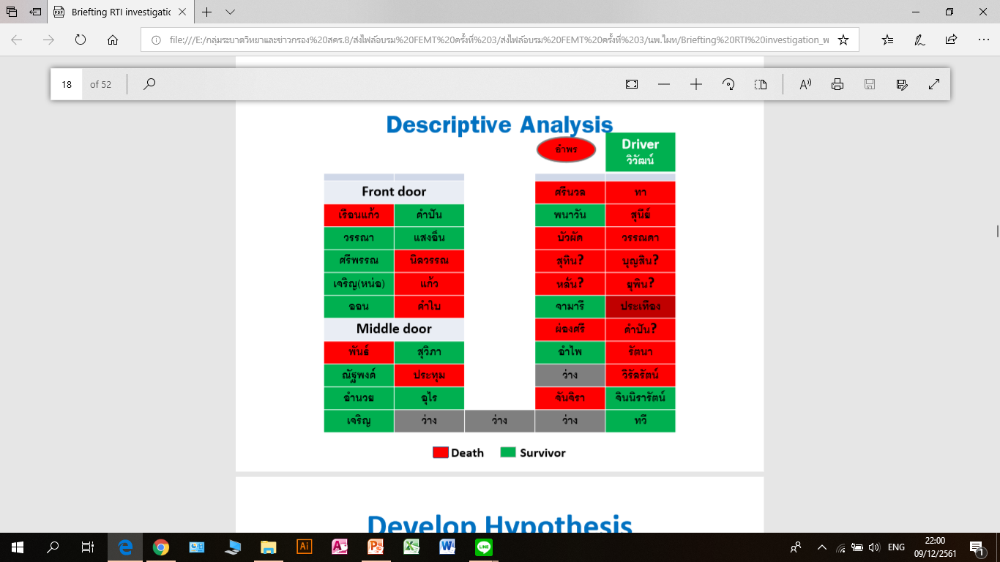 Briefting RTI investigatic
file:///E:/กลุ่มระบาดวิทยาและข่าวกรอง%20สคร.8/ส่งไฟล์อบรม%20FEMT%20ครั้งที่%203/ส่งไฟล์อบรม%20FEMT%20ครั้งที่%203/นพ.ไผท/Briefting%20RTI%20investigation_w
18 of 52
Descriptive Analysis
อำพร Driver
วิวัฒน์
Front door ศรีนวล ทา
เรือนแก้ว คำปัน พนาวัน สุนีย์
วรรณา แสงฉิ่น บัวผัด วรรณดา
ศรีพรรณ นิจวรรณ สุทิน? บุญสิน?
เจริญ(หน่อ) แก้ว หลั่น? ยุพิน?
ออน คำใบ จามารี ประเทือง
Middle door ผ่องศรี คำปัน?
พันธ์ สุวิภา อำไพ รัตนา
ณัฐพงค์ ประทุม ว่าง วิรัลรัตน์
อำนวย อุไร จันจิรา จินนิรารัตน์
เจริญ ว่าง ว่าง ว่าง ทวี
Death Survivor
Develop Hypothesis
ENG 22:00
09/12/2561